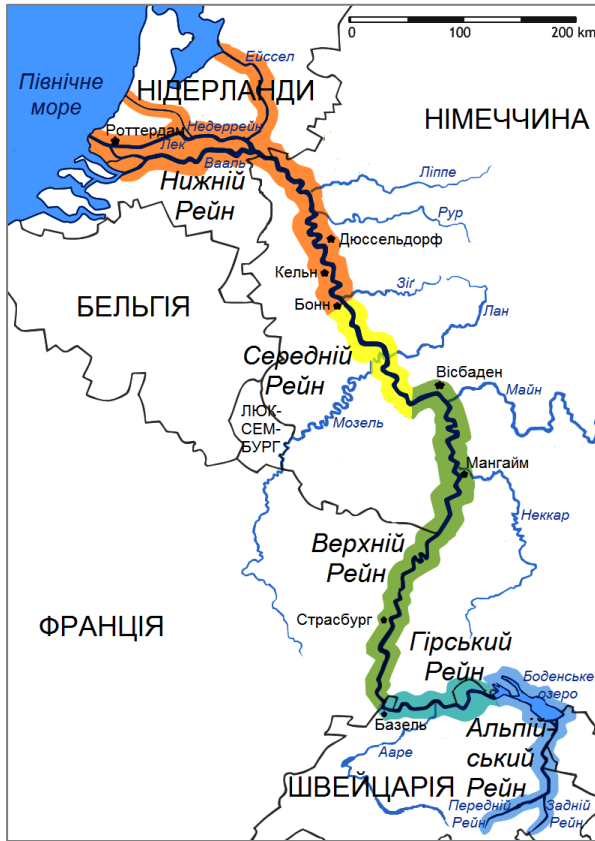 0
100
200 km
Ейссел
Північне
море
НІДЕРЛАНДИ
НІМЕЧЧИНА
Роттердам
Недеррейн
Лек
Вааль
Нижній
Рейн
Ліппе
Рур
Дюссельдорф
Кельн
Зіґ
Бонн
Лан
БЕЛЬГІЯ
Середній
Рейн
Вісбаден
Майн
ЛЮК-
СЕМ-
БУРГ
Мозель
Мангайм
Неккар
Верхній
Рейн
Страсбург
ФРАНЦІЯ
Гірський
Рейн
Боденське
озеро
Базель
Ааре
Альпій-
ський
Рейн
ШВЕЙЦАРІЯ
Передній
Рейн
Задній
Рейн